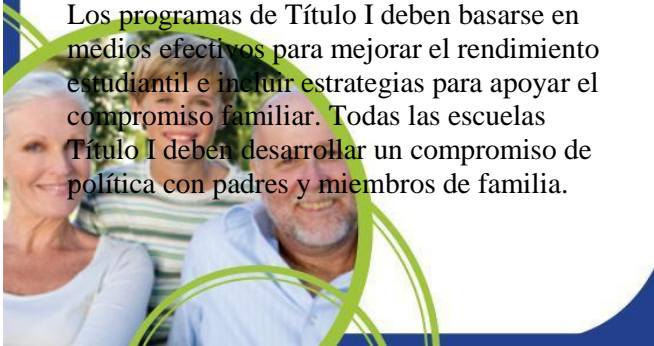 Los programas de Título I deben basarse en
medios efectivos para mejorar el rendimiento
estudiantil e incluir estrategias para apoyar el
compromiso familiar. Todas las escuelas
Título I deben desarrollar un compromiso de
política con padres y miembros de familia.